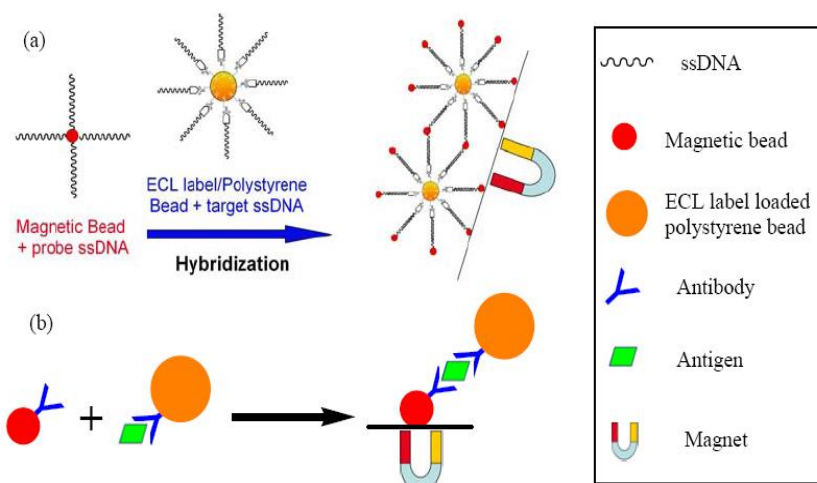 (a)
ECL label/Polystyrene
Bead + target ssDNA
Magnetic Bead
+ probe ssDNA
Hybridization
(b)
ssDNA
Magnetic bead
ECL label loaded
polystyrene bead
Antibody
Antigen
Magnet